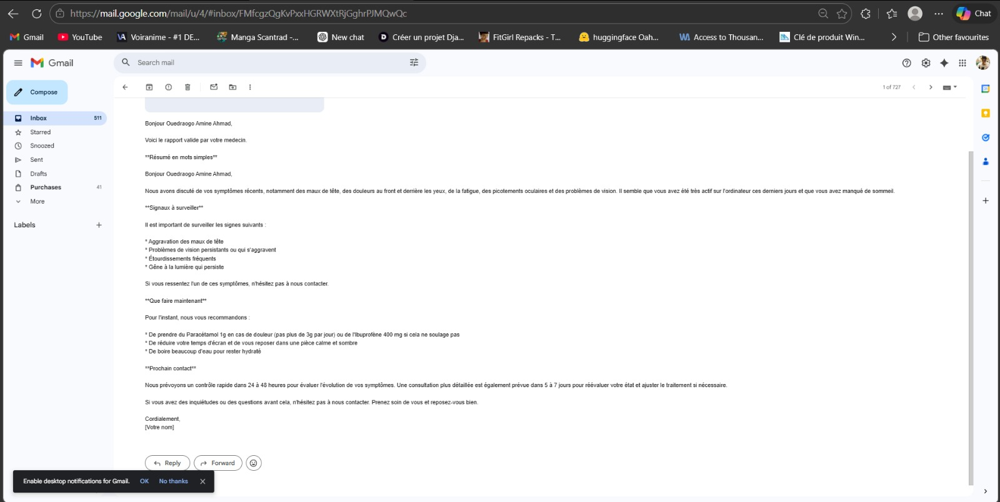 https://mail.google.com/mail/u/4/#inbox/FMfcgzQgKvPxxHGRWXtRjGghrPJMQwQc
Chat
Gmail
YouTube
Voiranime - #1 DE...
Manga Scantrad -...
New chat
Créer un projet Dja...
FitGirl Repacks - T...
huggingface Oah...
Access to Thousan...
Clé de produit Win...
Other favourites
Gmail
Search mail
Compose
1 of 727
Inbox 511
Starred
Snoozed
Sent
Drafts
Purchases 41
More
Labels
Bonjour Ouedraogo Amine Ahmad,
Voici le rapport valide par votre medecin.
**Résumé en mots simples**
Bonjour Ouedraogo Amine Ahmad,
Nous avons discuté de vos symptômes récents, notamment des maux de tête, des douleurs au front et derrière les yeux, de la fatigue, des picotements oculaires et des problèmes de vision. Il semble que vous avez été très actif sur l'ordinateur ces derniers jours et que vous avez manqué de sommeil.
**Signaux à surveiller**
Il est important de surveiller les signes suivants :
* Aggravation des maux de tête
* Problèmes de vision persistants ou qui s'aggravent
* Étourdissements fréquents
* Gêne à la lumière qui persiste
Si vous ressentez l'un de ces symptômes, n'hésitez pas à nous contacter.
**Que faire maintenant**
Pour l'instant, nous vous recommandons :
* De prendre du Paracétamol 1g en cas de douleur (pas plus de 3g par jour) ou de l'Ibuprofène 400 mg si cela ne soulage pas
* De réduire votre temps d'écran et de vous reposer dans une pièce calme et sombre
* De boire beaucoup d'eau pour rester hydraté
**Prochain contact**
Nous prévoyons un contrôle rapide dans 24 à 48 heures pour évaluer l'évolution de vos symptômes. Une consultation plus détaillée est également prévue dans 5 à 7 jours pour réévaluer votre état et ajuster le traitement si nécessaire.
Si vous avez des inquiétudes ou des questions avant cela, n'hésitez pas à nous contacter. Prenez soin de vous et reposez-vous bien.
Cordialement,
[Votre nom]
Reply
Forward
Enable desktop notifications for Gmail. OK No thanks